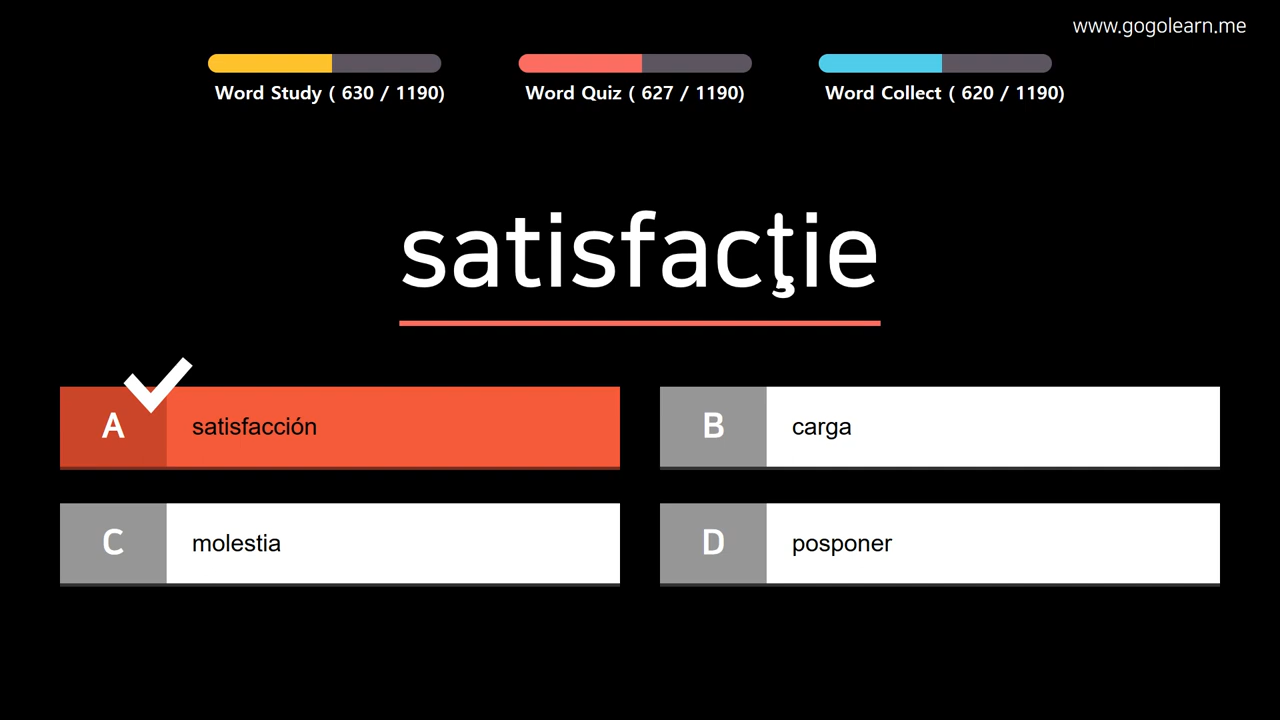 www.gogolearn.me
Word Study ( 630 / 1190)
Word Quiz ( 627 / 1190)
Word Collect ( 620 / 1190)
satisfacţie
A satisfacción
B carga
C molestia
D posponer